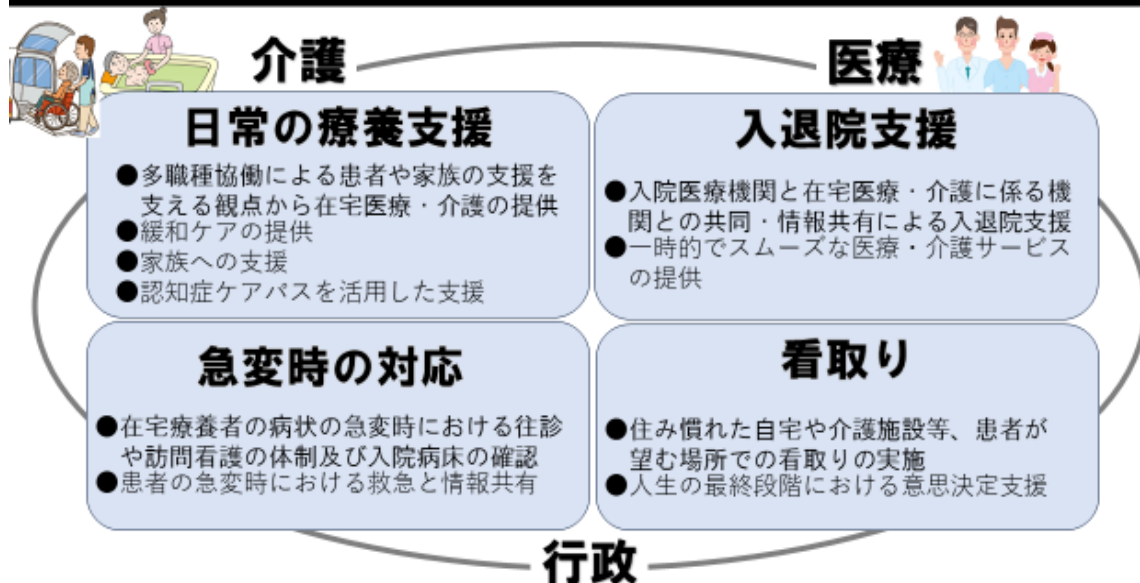 介護
医療
日常の療養支援
●多職種協働による患者や家族の支援を
支える観点から在宅医療・介護の提供
●緩和ケアの提供
●家族への支援
●認知症ケアパスを活用した支援
入退院支援
●入院医療機関と在宅医療・介護に係る機
関との共同・情報共有による入退院支援
●一時的でスムーズな医療・介護サービス
の提供
急変時の対応
●在宅療養者の病状の急変時における往診
や訪問看護の体制及び入院病床の確認
●患者の急変時における救急と情報共有
看取り
●住み慣れた自宅や介護施設等、患者が
望む場所での看取りの実施
●人生の最終段階における意思決定支援
行政